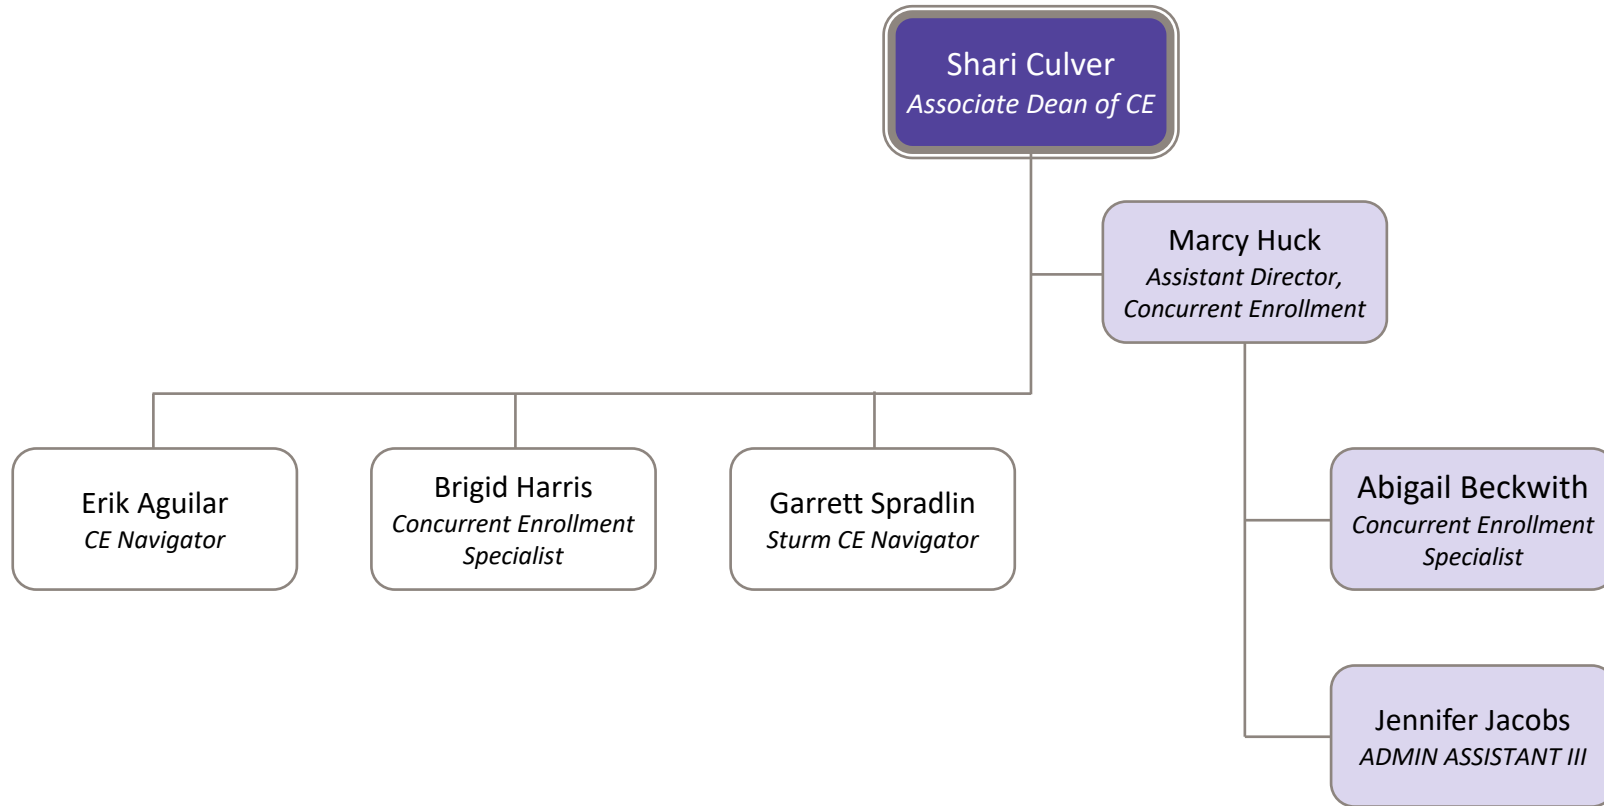 Shari Culver
Associate Dean of CE
Marcy Huck
Assistant Director,
Concurrent Enrollment
Erik Aguilar
CE Navigator
Brigid Harris
Concurrent Enrollment
Specialist
Garrett Spradlin
Sturm CE Navigator
Abigail Beckwith
Concurrent Enrollment
Specialist
Jennifer Jacobs
ADMIN ASSISTANT III